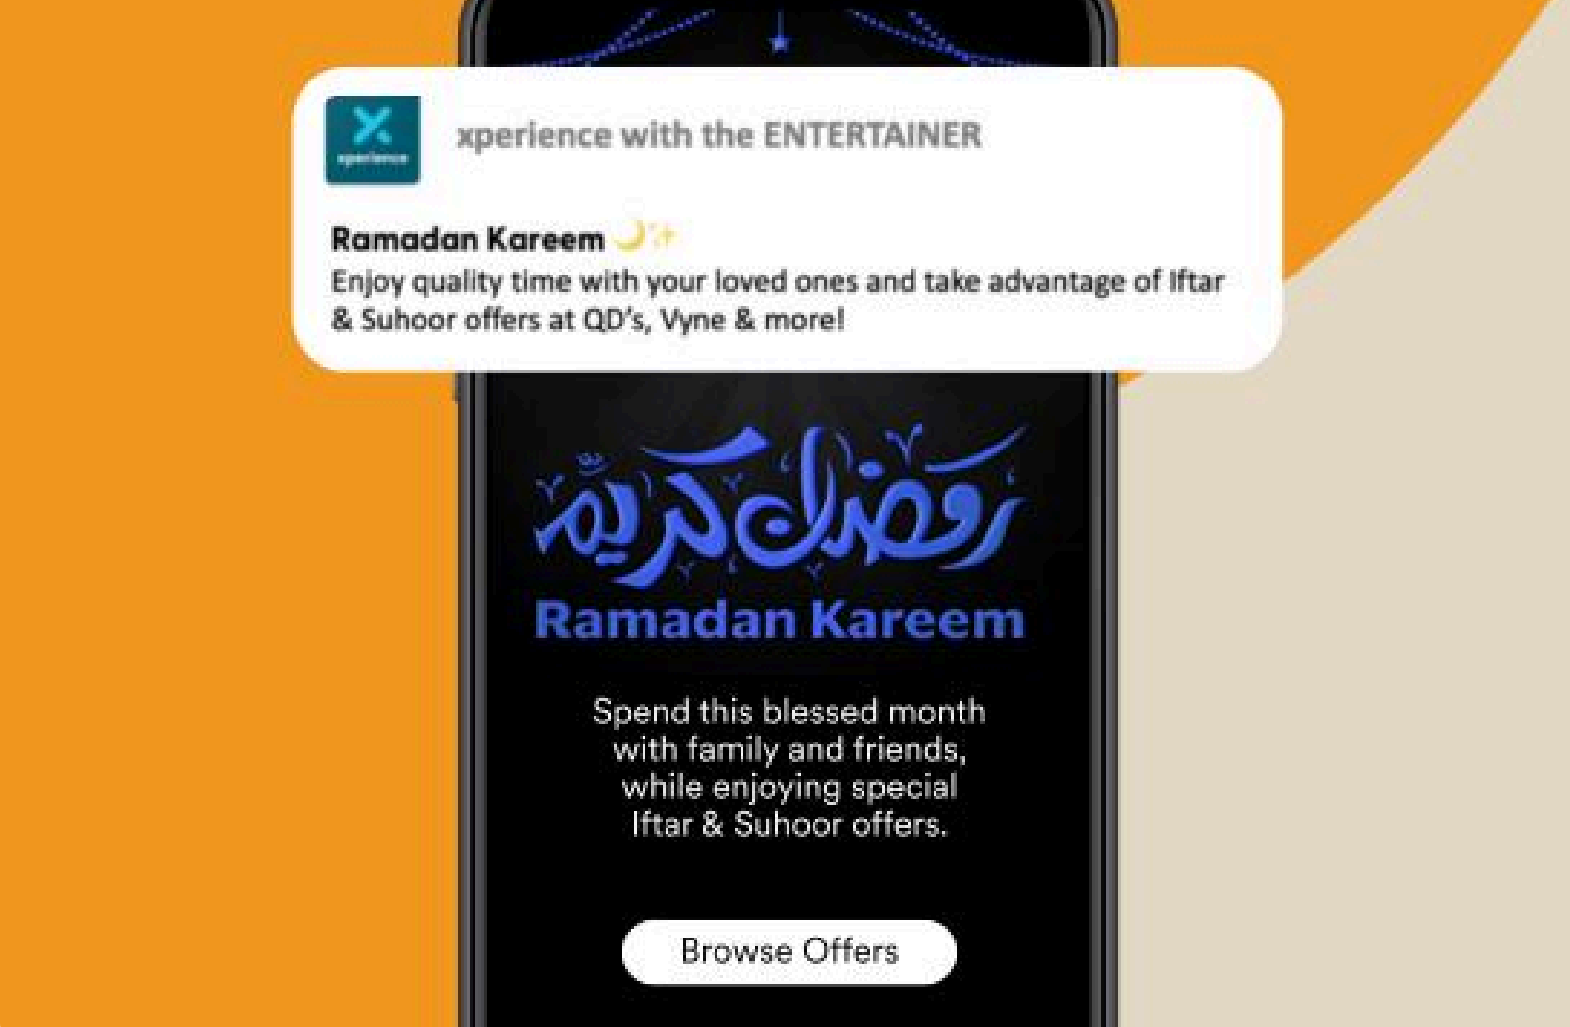 xperience
xperience with the ENTERTAINER
Ramadan Kareem 🌙✨
Enjoy quality time with your loved ones and take advantage of Iftar
& Suhoor offers at QD's, Vyne & more!
رمضان كريم
Ramadan Kareem
Spend this blessed month
with family and friends,
while enjoying special
Iftar & Suhoor offers.
Browse Offers